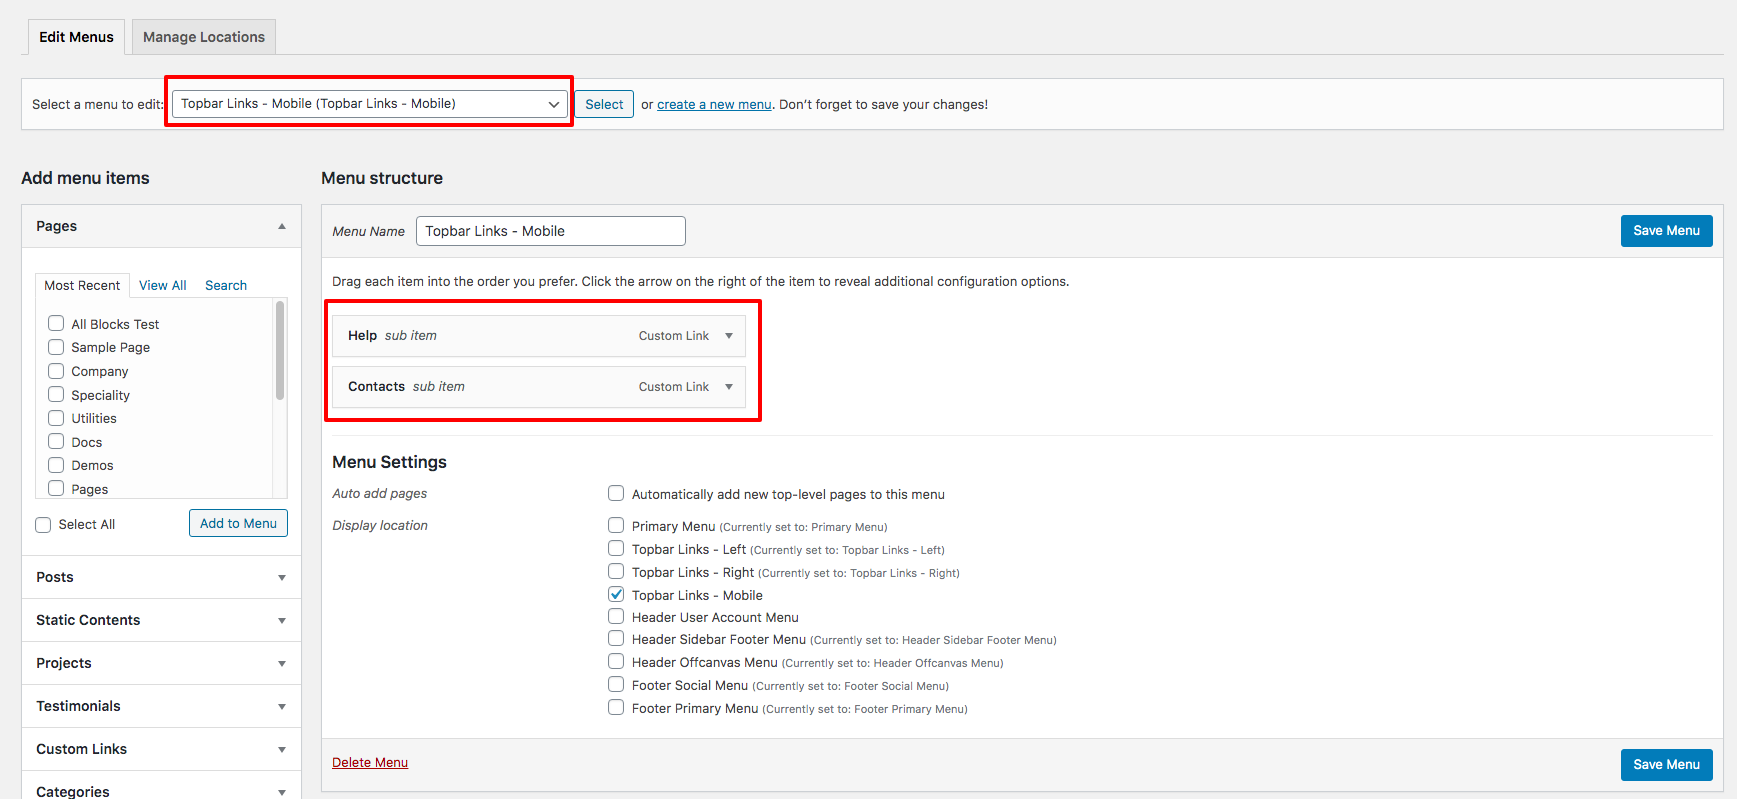 Edit Menus
Manage Locations
Select a menu to edit: Topbar Links - Mobile (Topbar Links - Mobile) Select or create a new menu. Don't forget to save your changes!
Add menu items
Pages
Most Recent View All Search
All Blocks Test
Sample Page
Company
Speciality
Utilities
Docs
Demos
Pages
Select All
Add to Menu
Posts
Static Contents
Projects
Testimonials
Custom Links
Categories
Menu structure
Menu Name Topbar Links - Mobile Save Menu
Drag each item into the order you prefer. Click the arrow on the right of the item to reveal additional configuration options.
Help sub item Custom Link
Contacts sub item Custom Link
Menu Settings
Auto add pages Automatically add new top-level pages to this menu
Display location Primary Menu (Currently set to: Primary Menu)
Topbar Links - Left (Currently set to: Topbar Links - Left)
Topbar Links - Right (Currently set to: Topbar Links - Right)
Topbar Links - Mobile
Header User Account Menu
Header Sidebar Footer Menu (Currently set to: Header Sidebar Footer Menu)
Header Offcanvas Menu (Currently set to: Header Offcanvas Menu)
Footer Social Menu (Currently set to: Footer Social Menu)
Footer Primary Menu (Currently set to: Footer Primary Menu)
Delete Menu Save Menu